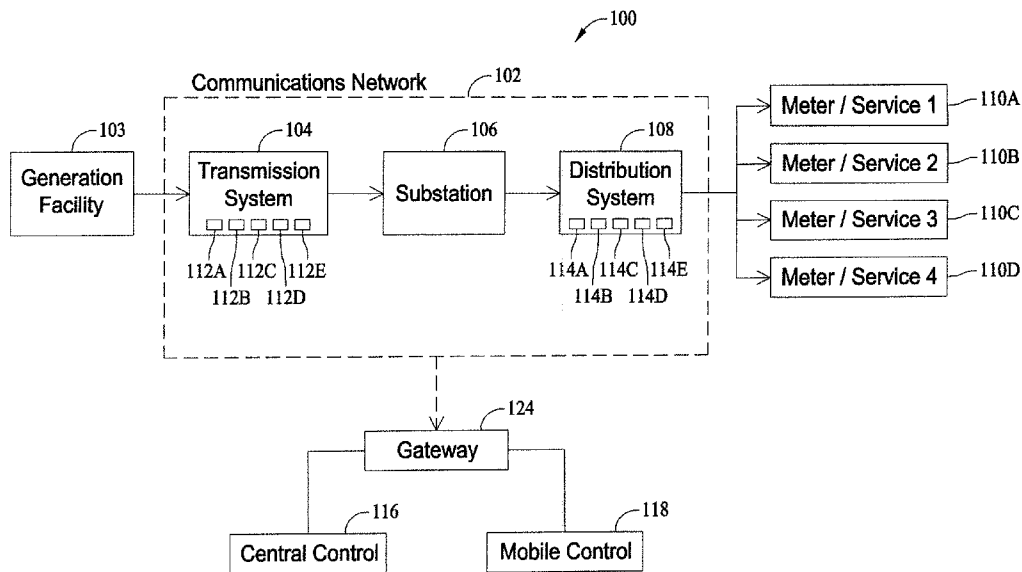 100
Communications Network
102
103
104
106
108
Generation
Facility
Transmission
System
Substation
Distribution
System
112A
112C
112E
112B
112D
114A
114C
114E
114B
114D
Meter / Service 1
110A
Meter / Service 2
110B
Meter / Service 3
110C
Meter / Service 4
110D
124
Gateway
116
Central Control
118
Mobile Control